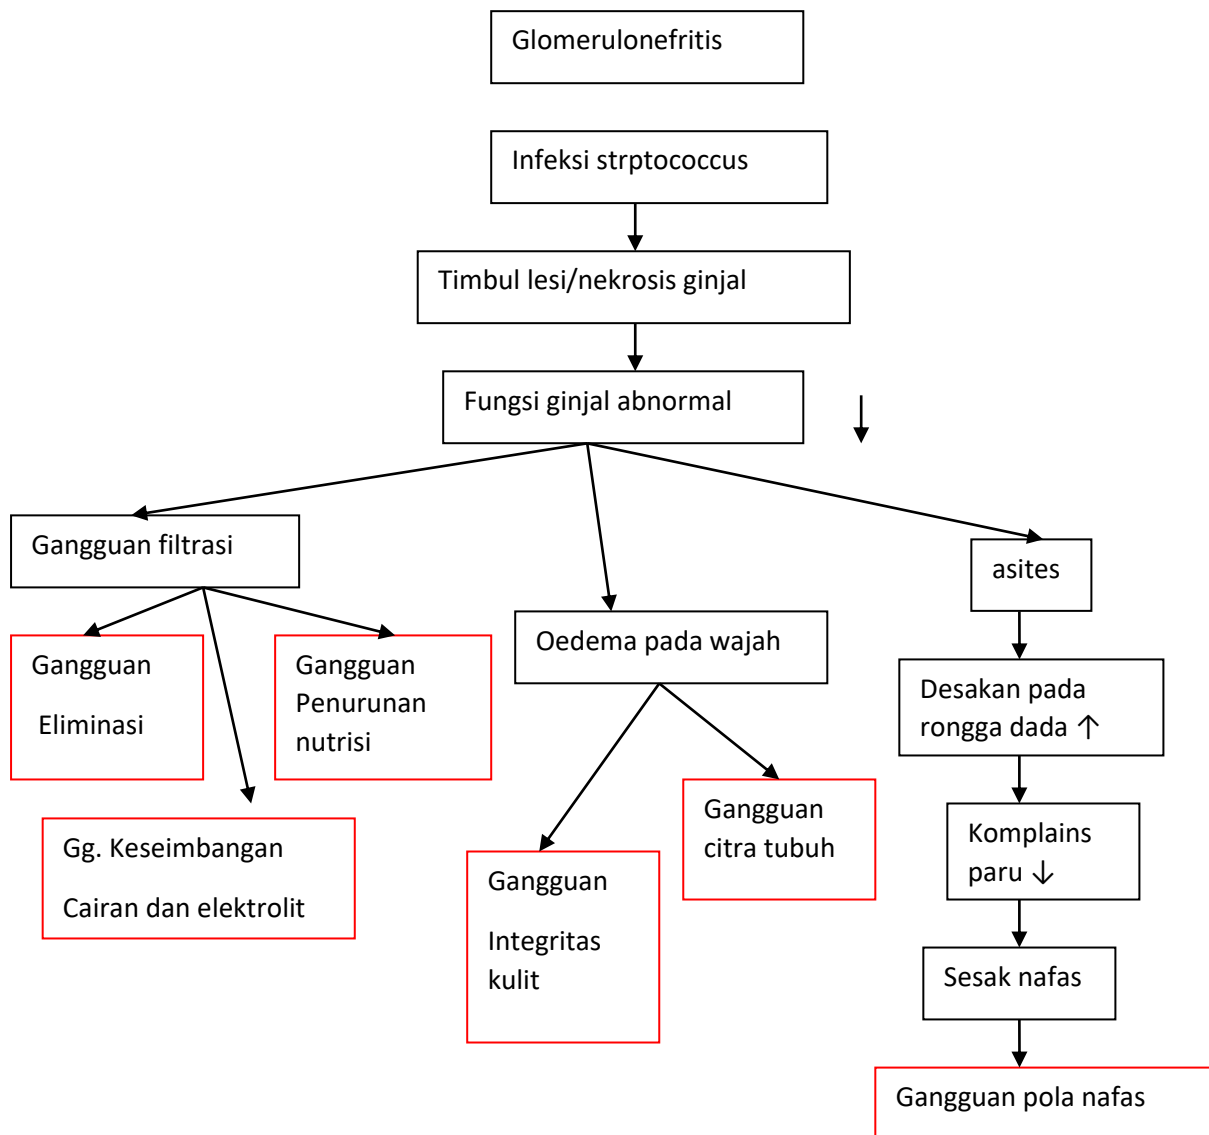 Glomerulonefritis
Infeksi strptococcus
Timbul lesi/nekrosis ginjal
Fungsi ginjal abnormal
Gangguan filtrasi
Gangguan
Eliminasi
Gangguan
Penurunan
nutrisi
Gg. Keseimbangan
Cairan dan elektrolit
Oedema pada wajah
Gangguan
Integritas
kulit
Gangguan
citra tubuh
asites
Desakan pada
rongga dada ↑
Komplains
paru ↓
Sesak nafas
Gangguan pola nafas